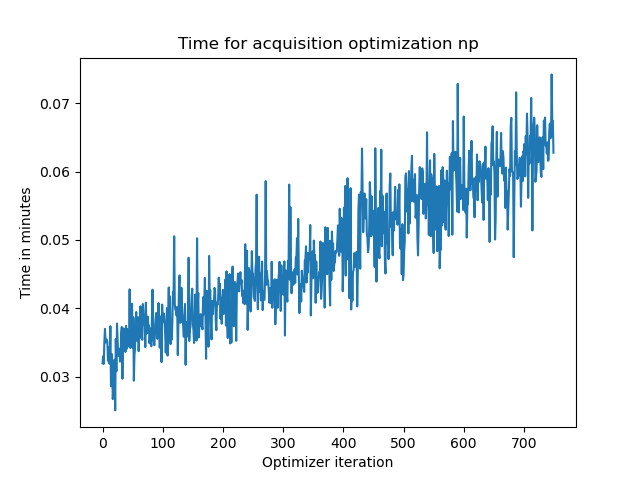 Time for acquisition optimization np
Time in minutes
0.07
0.06
0.05
0.04
0.03
0 100 200 300 400 500 600 700
Optimizer iteration